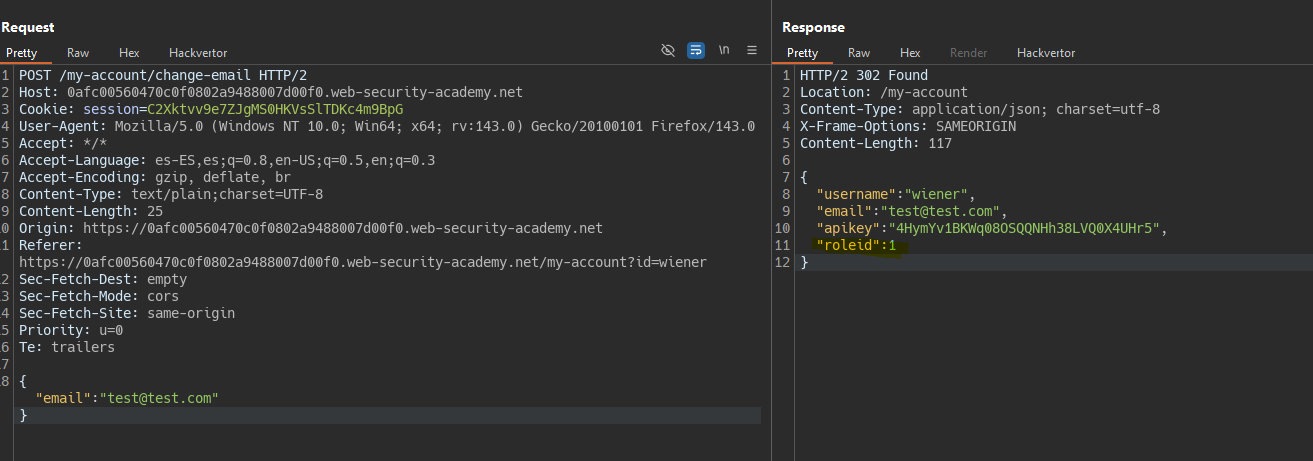 Request
Pretty Raw Hex Hackvertor \n
1 POST /my-account/change-email HTTP/2
2 Host: 0afc00560470c0f0802a9488007d00f0.web-security-academy.net
3 Cookie: session=C2Xktvv9e7ZJgMS0HKVsSlTDKc4m9BpG
4 User-Agent: Mozilla/5.0 (Windows NT 10.0; Win64; x64; rv:143.0) Gecko/20100101 Firefox/143.0
5 Accept: */*
6 Accept-Language: es-ES,es;q=0.8,en-US;q=0.5,en;q=0.3
7 Accept-Encoding: gzip, deflate, br
8 Content-Type: text/plain;charset=UTF-8
9 Content-Length: 25
0 Origin: https://0afc00560470c0f0802a9488007d00f0.web-security-academy.net
1 Referer:
https://0afc00560470c0f0802a9488007d00f0.web-security-academy.net/my-account?id=wiener
2 Sec-Fetch-Dest: empty
3 Sec-Fetch-Mode: cors
4 Sec-Fetch-Site: same-origin
5 Priority: u=0
6 Te: trailers
7
8 {
"email":"test@test.com"
}
Response
Pretty Raw Hex Render Hackvertor
1 HTTP/2 302 Found
2 Location: /my-account
3 Content-Type: application/json; charset=utf-8
4 X-Frame-Options: SAMEORIGIN
5 Content-Length: 117
6
7 {
8 "username":"wiener",
9 "email":"test@test.com",
10 "apikey":"4HymYv1BKWq08OSQQNHh38LVQ0X4UHr5",
11 "roleid":1
12 }